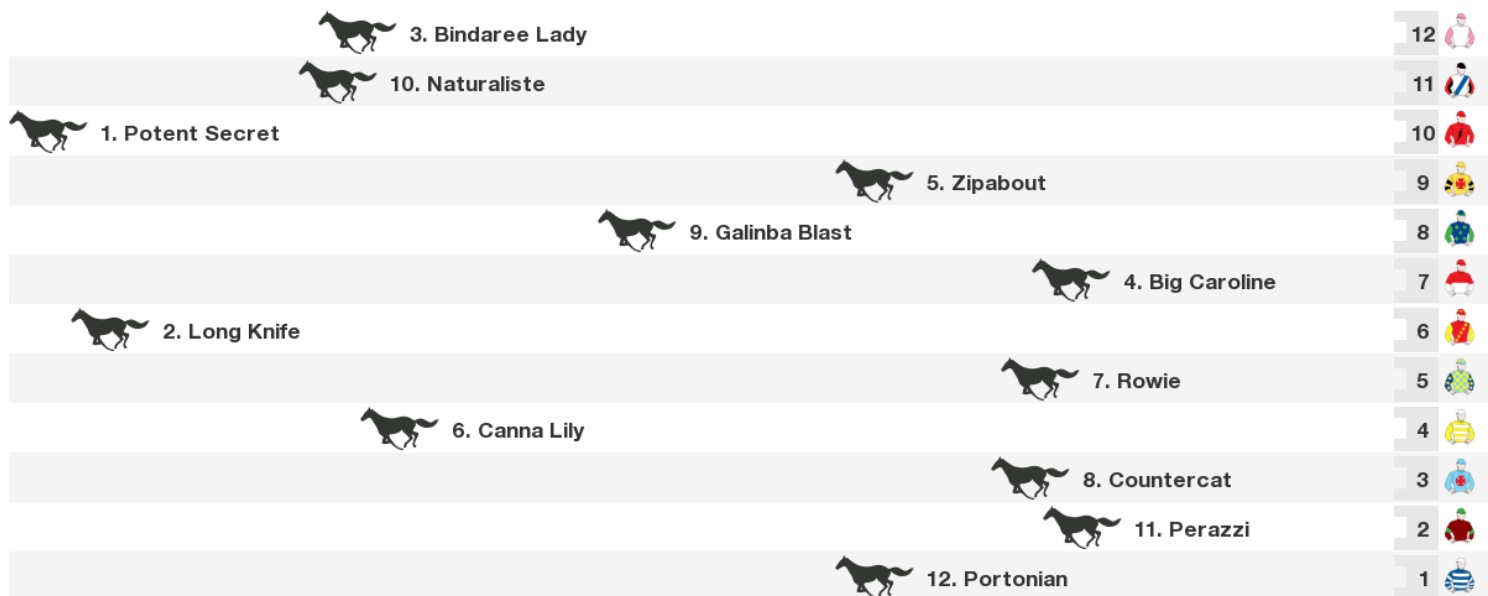 3. Bindaree Lady 12
10. Naturaliste 11
1. Potent Secret 10
5. Zipabout 9
9. Galinba Blast 8
4. Big Caroline 7
2. Long Knife 6
7. Rowie 5
6. Canna Lily 4
8. Countercat 3
11. Perazzi 2
12. Portonian 1